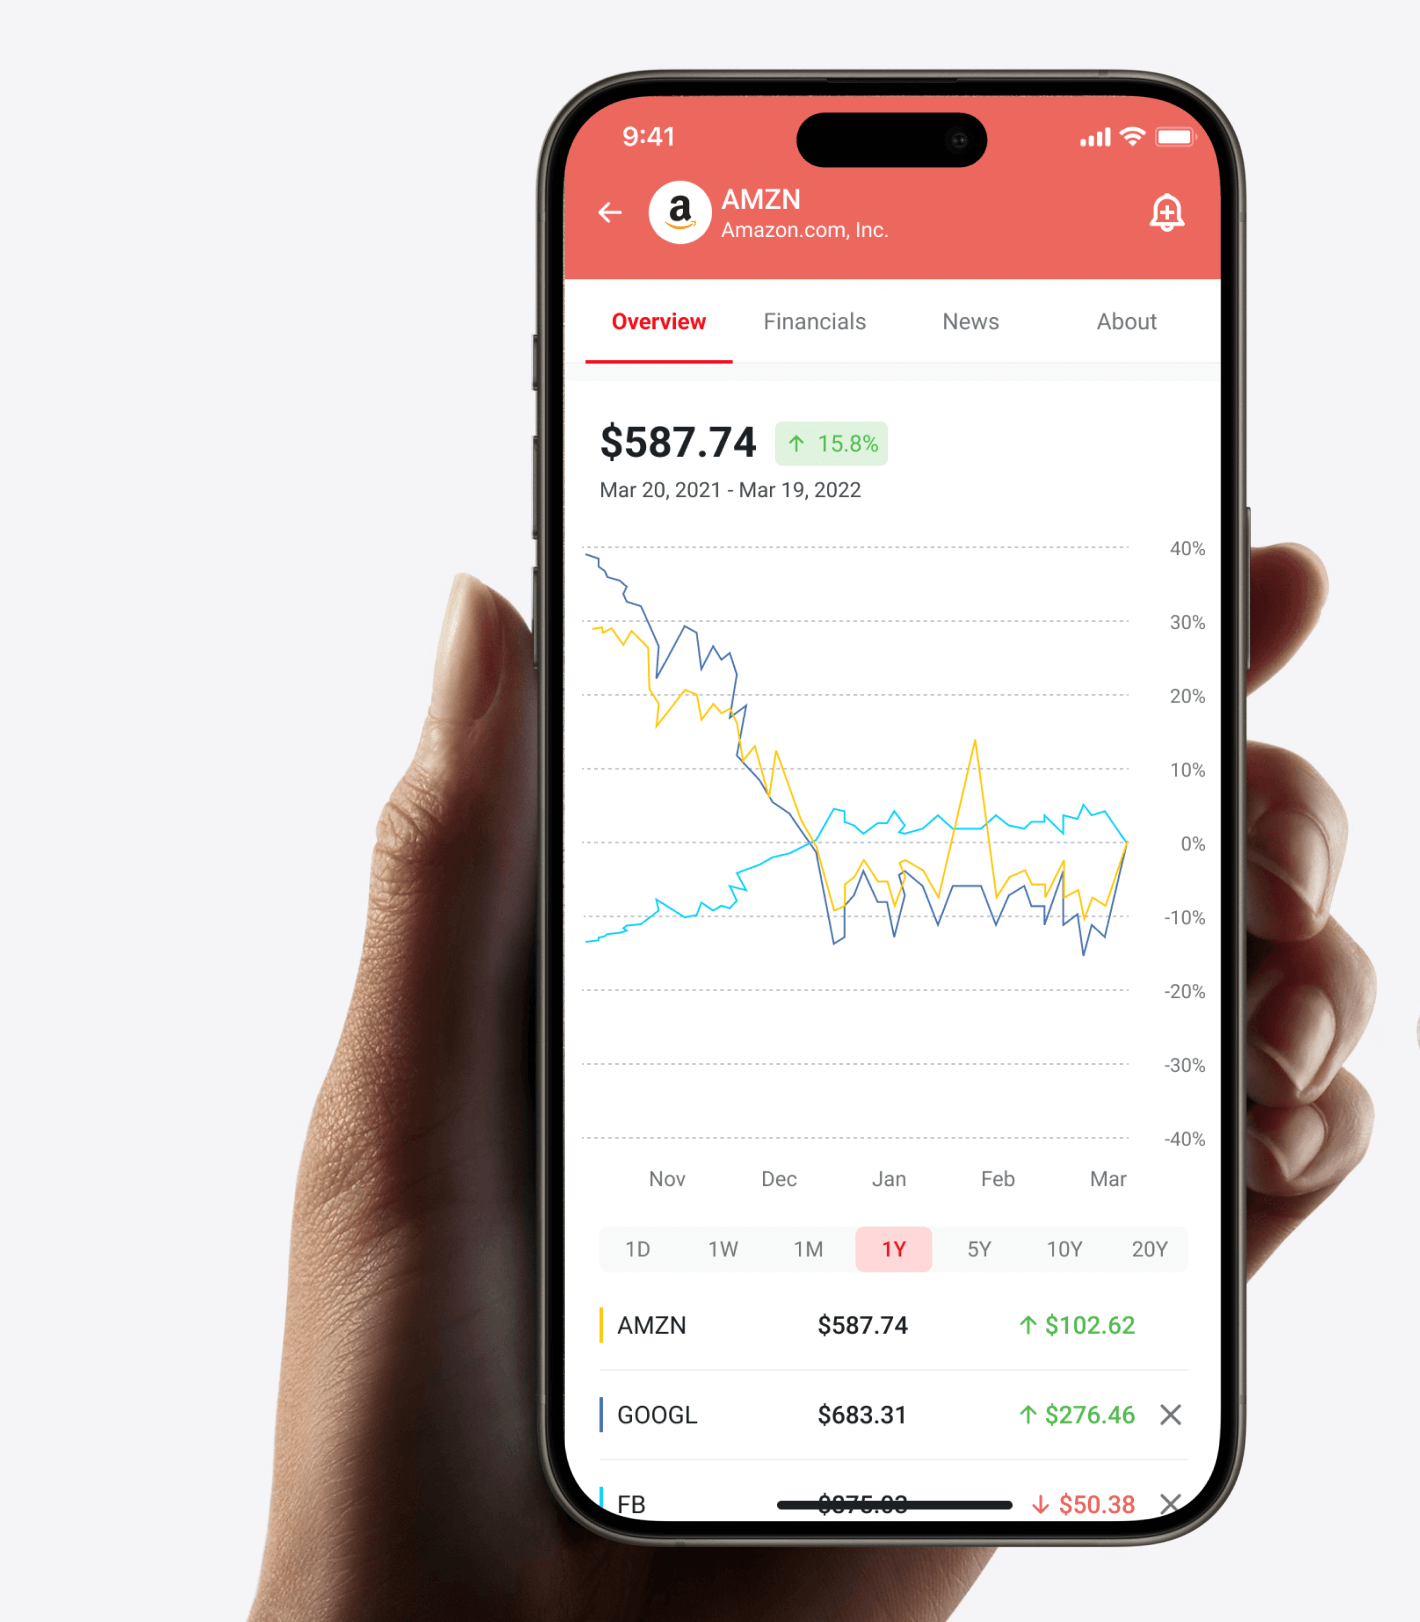 9:41
a
AMZN
Amazon.com, Inc.
Overview Financials News About
$587.74 ↑ 15.8%
Mar 20, 2021 - Mar 19, 2022
40%
30%
20%
10%
0%
-10%
-20%
-30%
-40%
Nov Dec Jan Feb Mar
1D 1W 1M 1Y 5Y 10Y 20Y
AMZN $587.74 ↑ $102.62
GOOGL $683.31 ↑ $276.46
FB ↓ $50.38